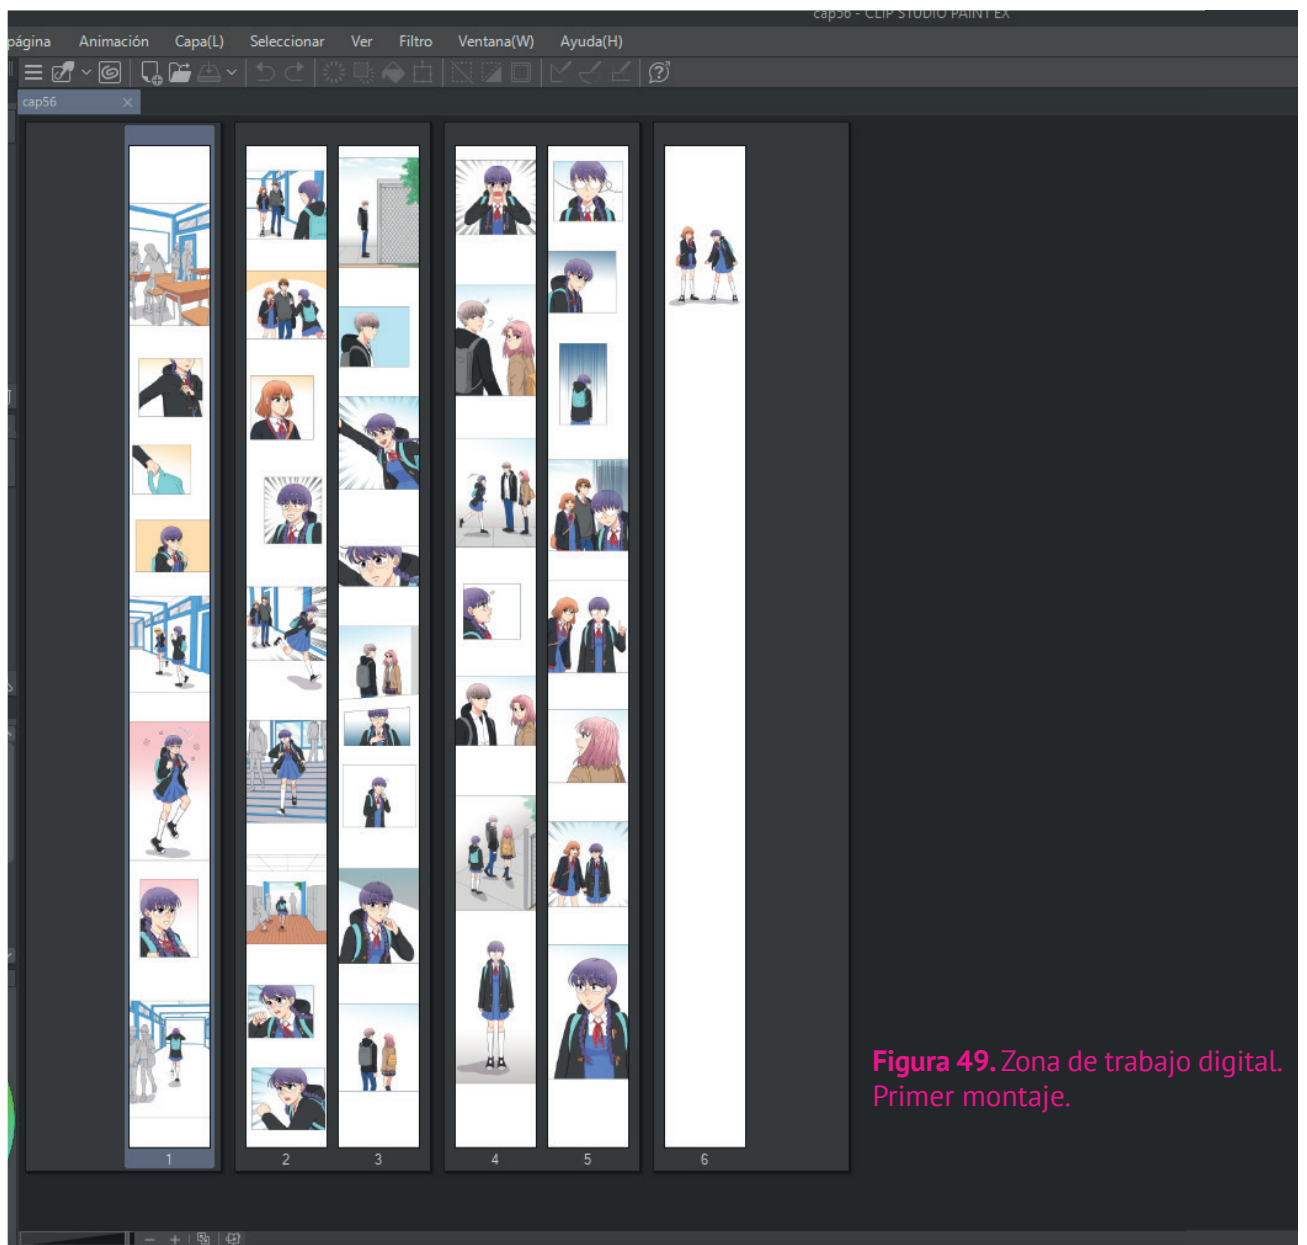 cap56 - CLIP STUDIO PAINT EX
página Animación Capa(L) Seleccionar Ver Filtro Ventana(W) Ayuda(H)
cap56
1 2 3 4 5 6
Figura 49. Zona de trabajo digital.
Primer montaje.